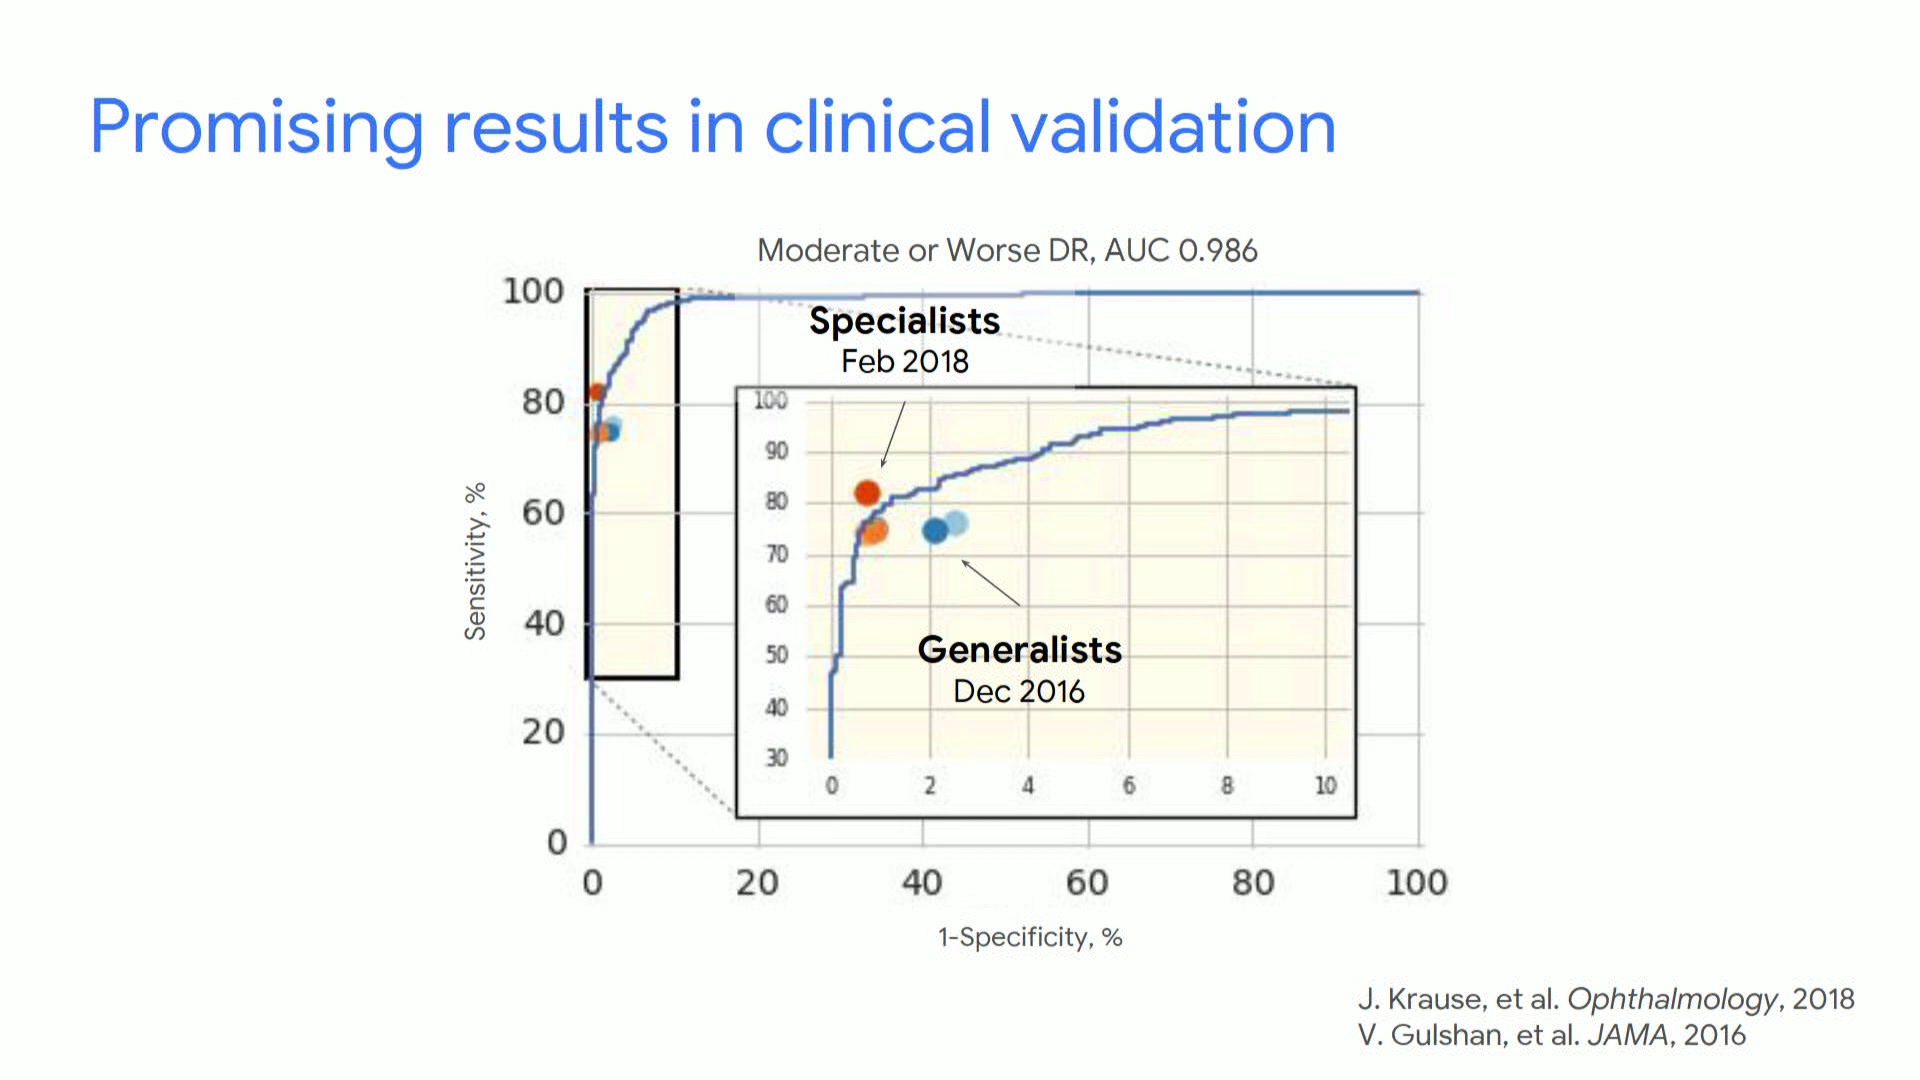 Promising results in clinical validation
Moderate or Worse DR, AUC 0.986
100
80
60
40
20
0
Sensitivity, %
Specialists
Feb 2018
100
90
80
70
60
50
40
30
Generalists
Dec 2016
0 2 4 6 8 10
0 20 40 60 80 100
1-Specificity, %
J. Krause, et al. Ophthalmology, 2018
V. Gulshan, et al. JAMA, 2016